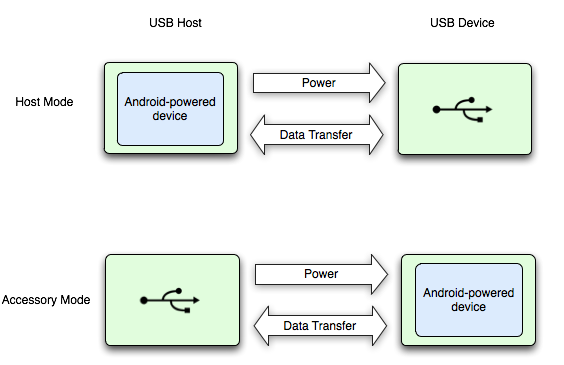 USB Host
USB Device
Host Mode
Android-powered
device
Power
Data Transfer
Accessory Mode
Power
Data Transfer
Android-powered
device